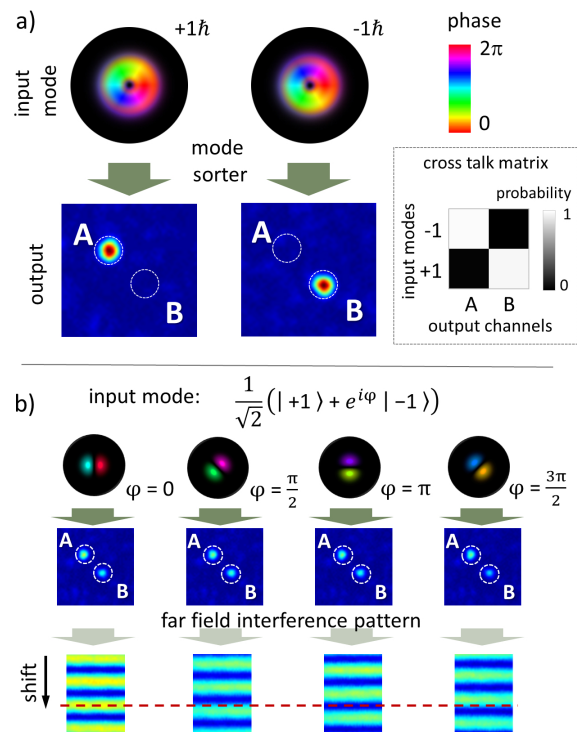 a)
+1ħ
-1ħ
phase
2π
0
input
mode
mode
sorter
output
A
B
A
B
cross talk matrix
probability
1
0
input modes
-1
+1
A
B
output channels
b)
input mode: 1/√2 (| +1 ⟩ + e^{iφ} | −1 ⟩)
φ = 0
φ = π/2
φ = π
φ = 3π/2
A
B
A
B
A
B
A
B
far field interference pattern
shift